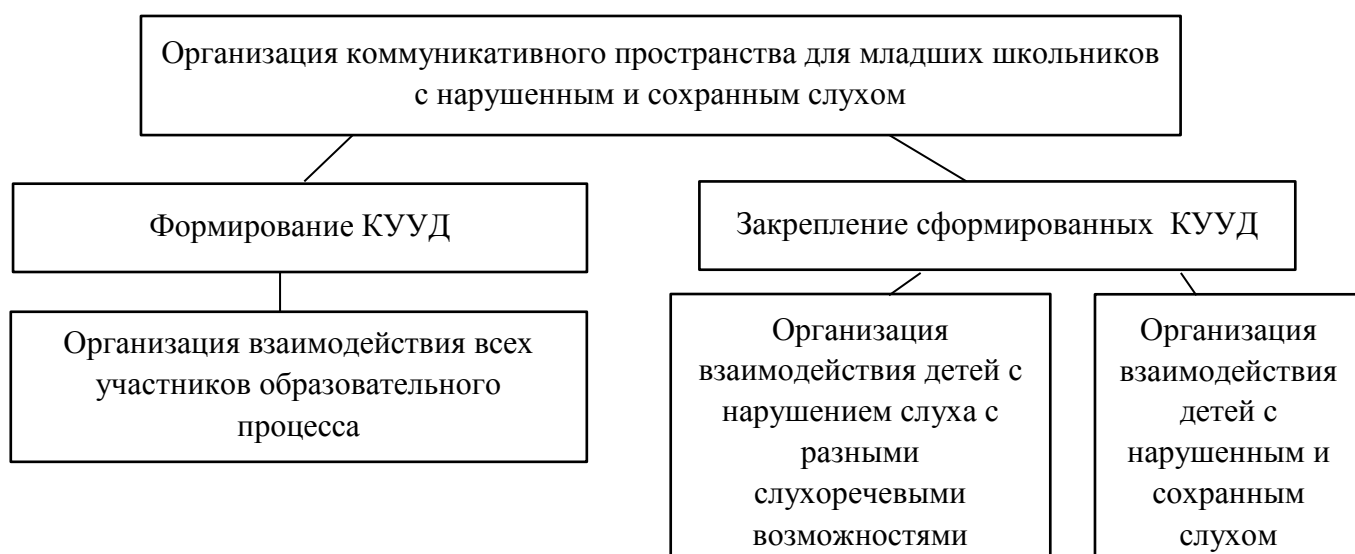 Организация коммуникативного пространства для младших школьников
с нарушенным и сохранным слухом
Формирование КУУД
Закрепление сформированных КУУД
Организация взаимодействия всех
участников образовательного
процесса
Организация
взаимодействия детей с
нарушением слуха с
разными
слухоречевыми
возможностями
Организация
взаимодействия
детей с
нарушенным и
сохранным
слухом